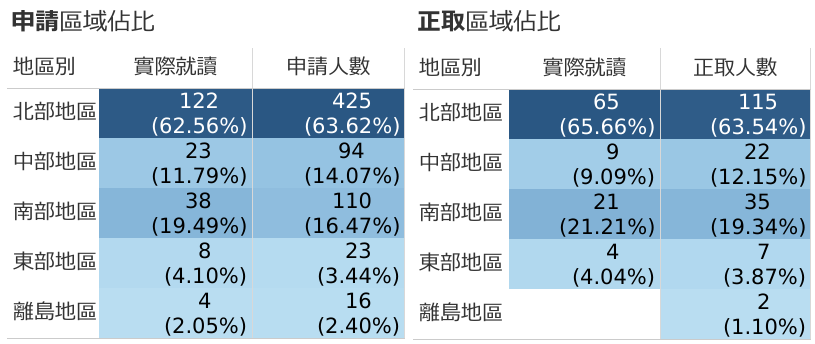 申請區域佔比
地區別 實際就讀 申請人數
北部地區 122 425
(62.56%) (63.62%)
中部地區 23 94
(11.79%) (14.07%)
南部地區 38 110
(19.49%) (16.47%)
東部地區 8 23
(4.10%) (3.44%)
離島地區 4 16
(2.05%) (2.40%)
正取區域佔比
地區別 實際就讀 正取人數
北部地區 65 115
(65.66%) (63.54%)
中部地區 9 22
(9.09%) (12.15%)
南部地區 21 35
(21.21%) (19.34%)
東部地區 4 7
(4.04%) (3.87%)
離島地區 2
(1.10%)